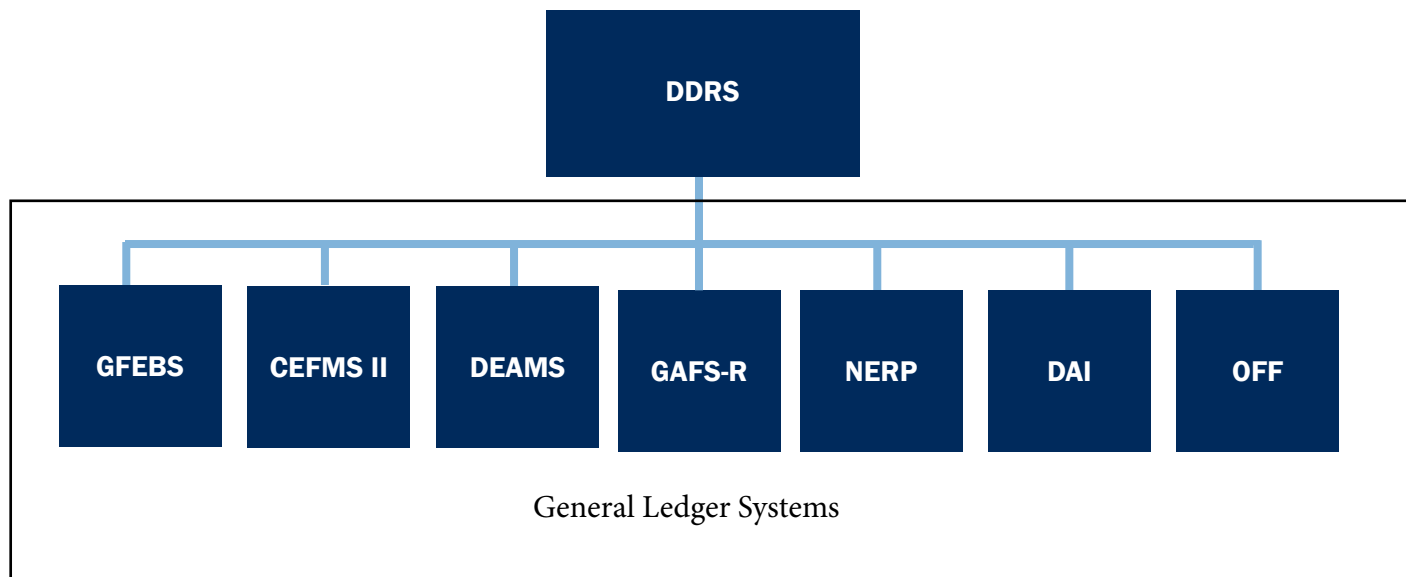 DDRS
GFEBS
CEFMS II
DEAMS
GAFS-R
NERP
DAI
OFF
General Ledger Systems